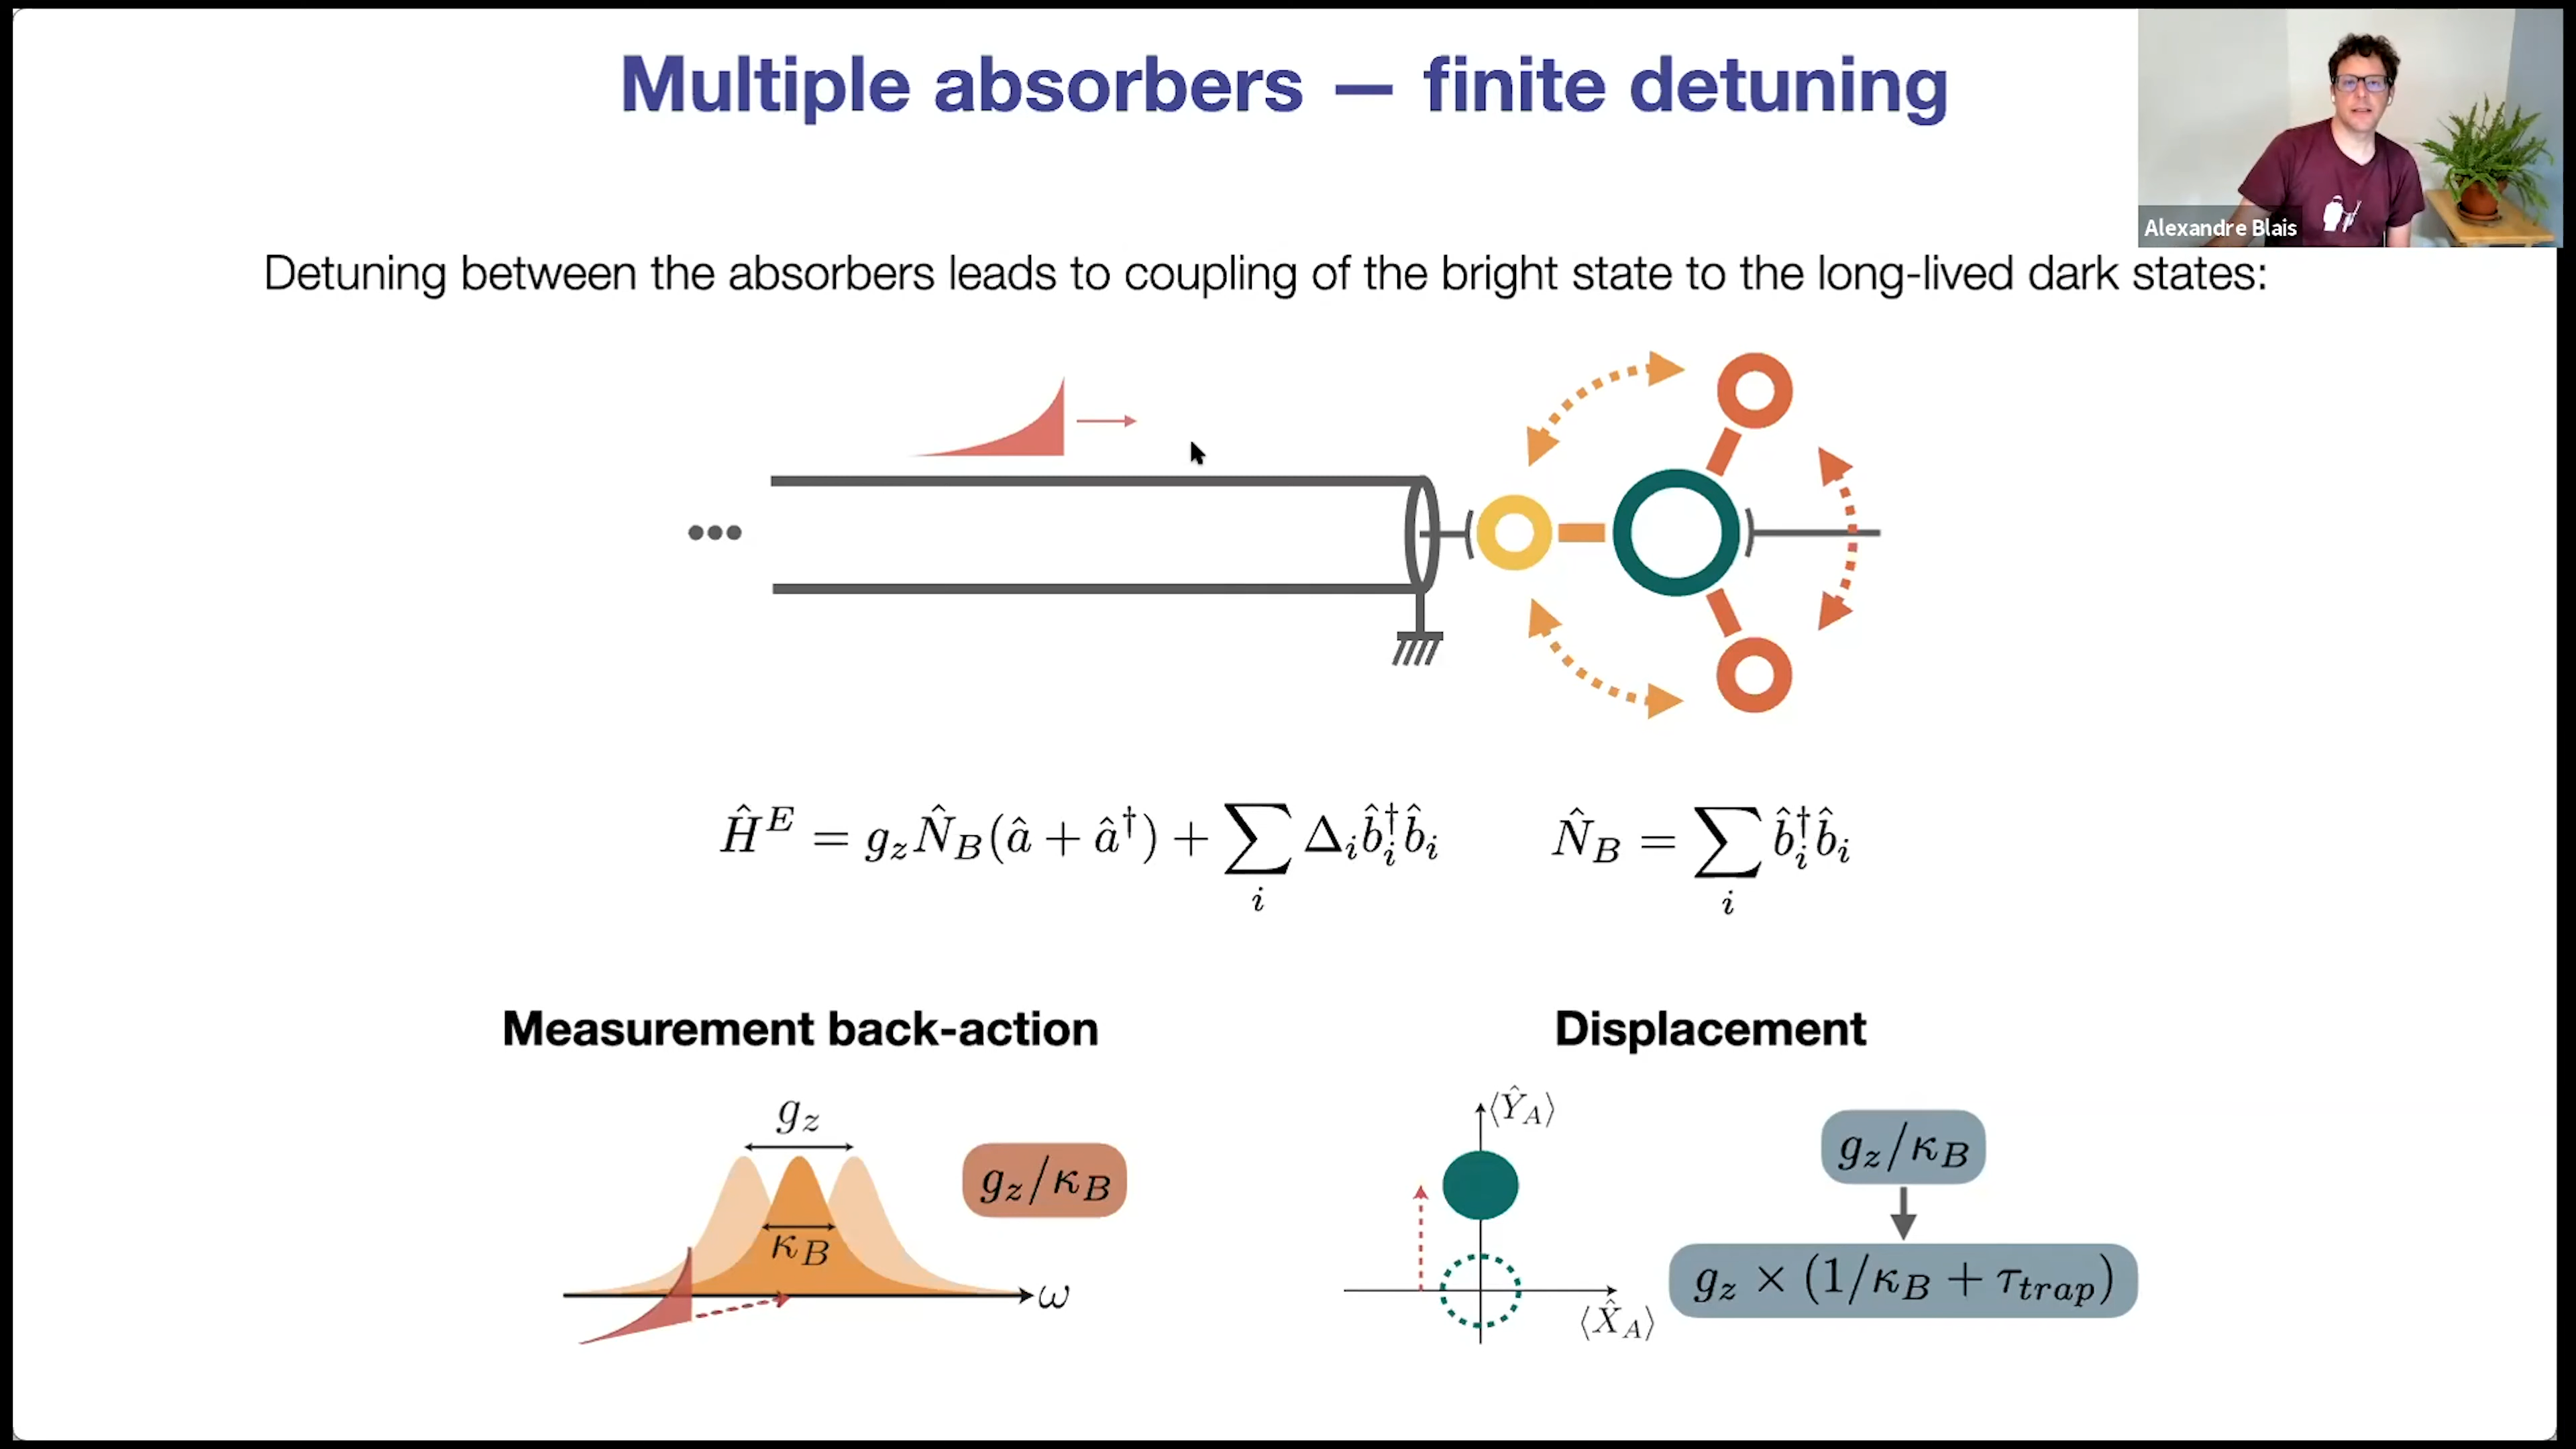 Multiple absorbers — finite detuning
Alexandre Blais
Detuning between the absorbers leads to coupling of the bright state to the long-lived dark states:
•••
Ĥ^E = g_z N̂_B(â + â†) + ∑_i Δ_i b̂_i† b̂_i
N̂_B = ∑_i b̂_i† b̂_i
Measurement back-action
g_z
g_z/κ_B
κ_B
ω
Displacement
⟨Ŷ_A⟩
⟨X̂_A⟩
g_z/κ_B
g_z × (1/κ_B + τ_trap)